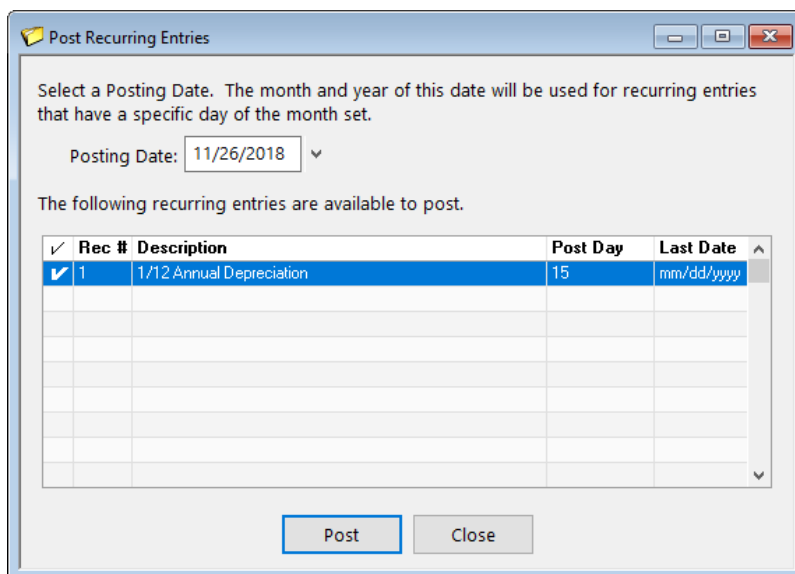 Post Recurring Entries
Select a Posting Date.  The month and year of this date will be used for recurring entries
that have a specific day of the month set.
Posting Date: 11/26/2018
The following recurring entries are available to post.
✓ Rec # Description Post Day Last Date
✔ 1 1/12 Annual Depreciation 15 mm/dd/yyyy
Post Close